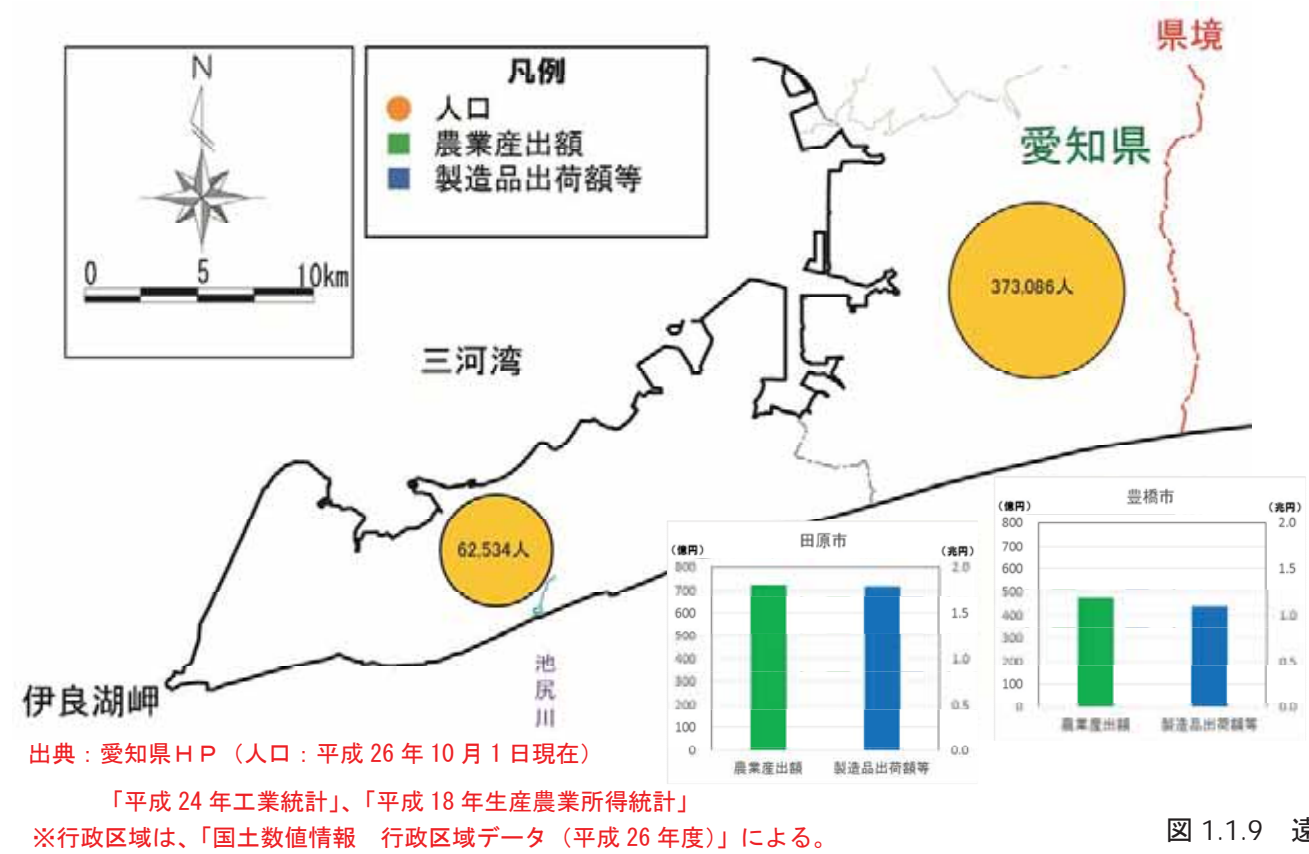 県境
N
0 5 10km
凡例
人口
農業産出額
製造品出荷額等
愛知県
373,086人
三河湾
62,534人
池尻川
伊良湖岬
田原市
(億円) (兆円)
800
700
600
500
400
300
200
100
0
2.0
1.5
1.0
0.5
0.0
農業産出額 製造品出荷額等
豊橋市
(億円) (兆円)
800
700
600
500
400
300
200
100
0
2.0
1.5
1.0
0.5
0.0
農業産出額 製造品出荷額等
出典:愛知県HP(人口:平成26年10月1日現在)
「平成24年工業統計」、「平成18年生産農業所得統計」
※行政区域は、「国土数値情報 行政区域データ(平成26年度)」による。
図1.1.9 遠